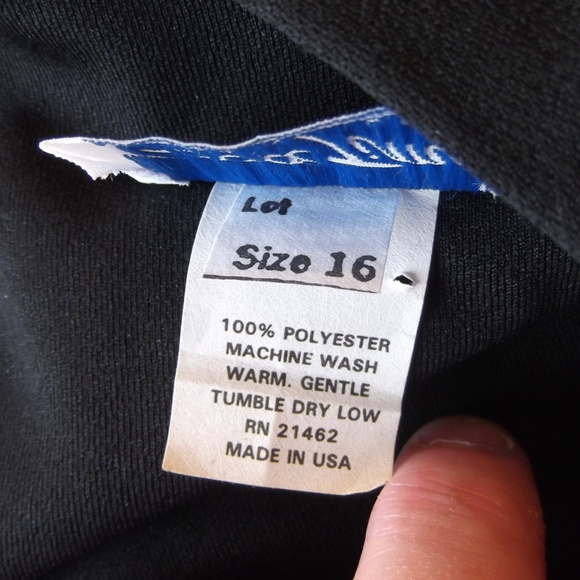 Lot
Size 16
100% POLYESTER
MACHINE WASH
WARM. GENTLE
TUMBLE DRY LOW
RN 21462
MADE IN USA